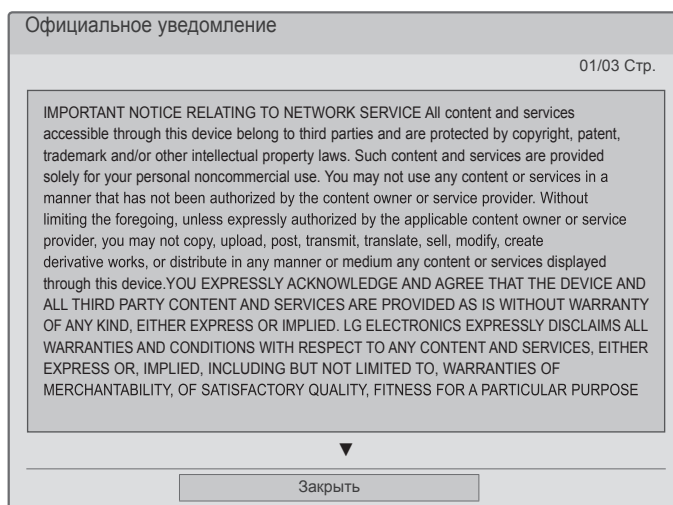 Официальное уведомление
01/03 Стр.
IMPORTANT NOTICE RELATING TO NETWORK SERVICE All content and services
accessible through this device belong to third parties and are protected by copyright, patent,
trademark and/or other intellectual property laws. Such content and services are provided
solely for your personal noncommercial use. You may not use any content or services in a
manner that has not been authorized by the content owner or service provider. Without
limiting the foregoing, unless expressly authorized by the applicable content owner or service
provider, you may not copy, upload, post, transmit, translate, sell, modify, create
derivative works, or distribute in any manner or medium any content or services displayed
through this device.YOU EXPRESSLY ACKNOWLEDGE AND AGREE THAT THE DEVICE AND
ALL THIRD PARTY CONTENT AND SERVICES ARE PROVIDED AS IS WITHOUT WARRANTY
OF ANY KIND, EITHER EXPRESS OR IMPLIED. LG ELECTRONICS EXPRESSLY DISCLAIMS ALL
WARRANTIES AND CONDITIONS WITH RESPECT TO ANY CONTENT AND SERVICES, EITHER
EXPRESS OR, IMPLIED, INCLUDING BUT NOT LIMITED TO, WARRANTIES OF
MERCHANTABILITY, OF SATISFACTORY QUALITY, FITNESS FOR A PARTICULAR PURPOSE
▼
Закрыть